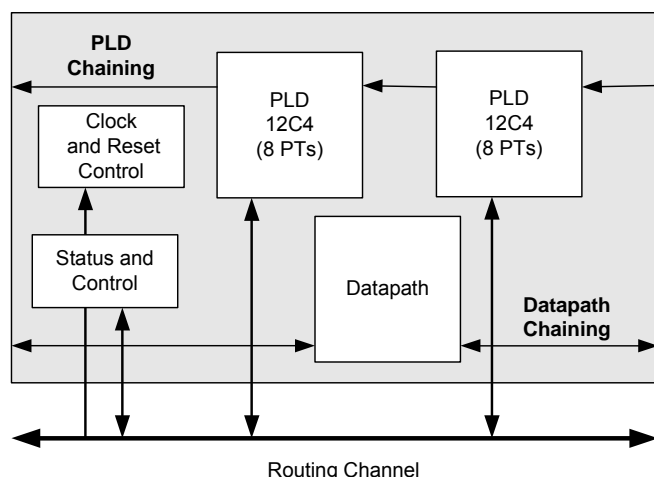 PLD
Chaining
PLD
12C4
(8 PTs)
PLD
12C4
(8 PTs)
Clock
and Reset
Control
Status and
Control
Datapath
Datapath
Chaining
Routing Channel